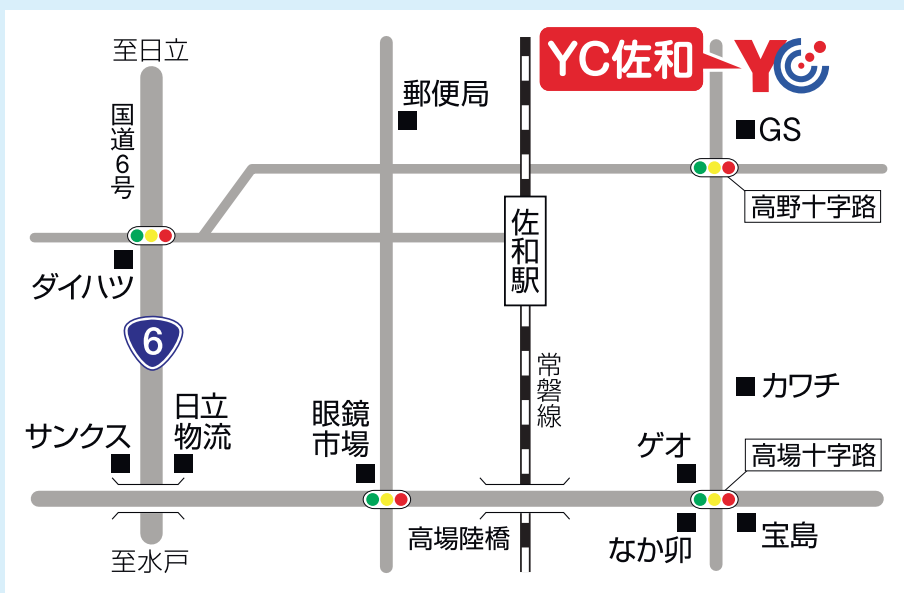 至日立
国道6号
郵便局
YC佐和
YC
GS
高野十字路
佐和駅
ダイハツ
6
常磐線
カワチ
サンクス
日立
物流
眼鏡
市場
ゲオ
高場十字路
高場陸橋
なか卯
宝島
至水戸